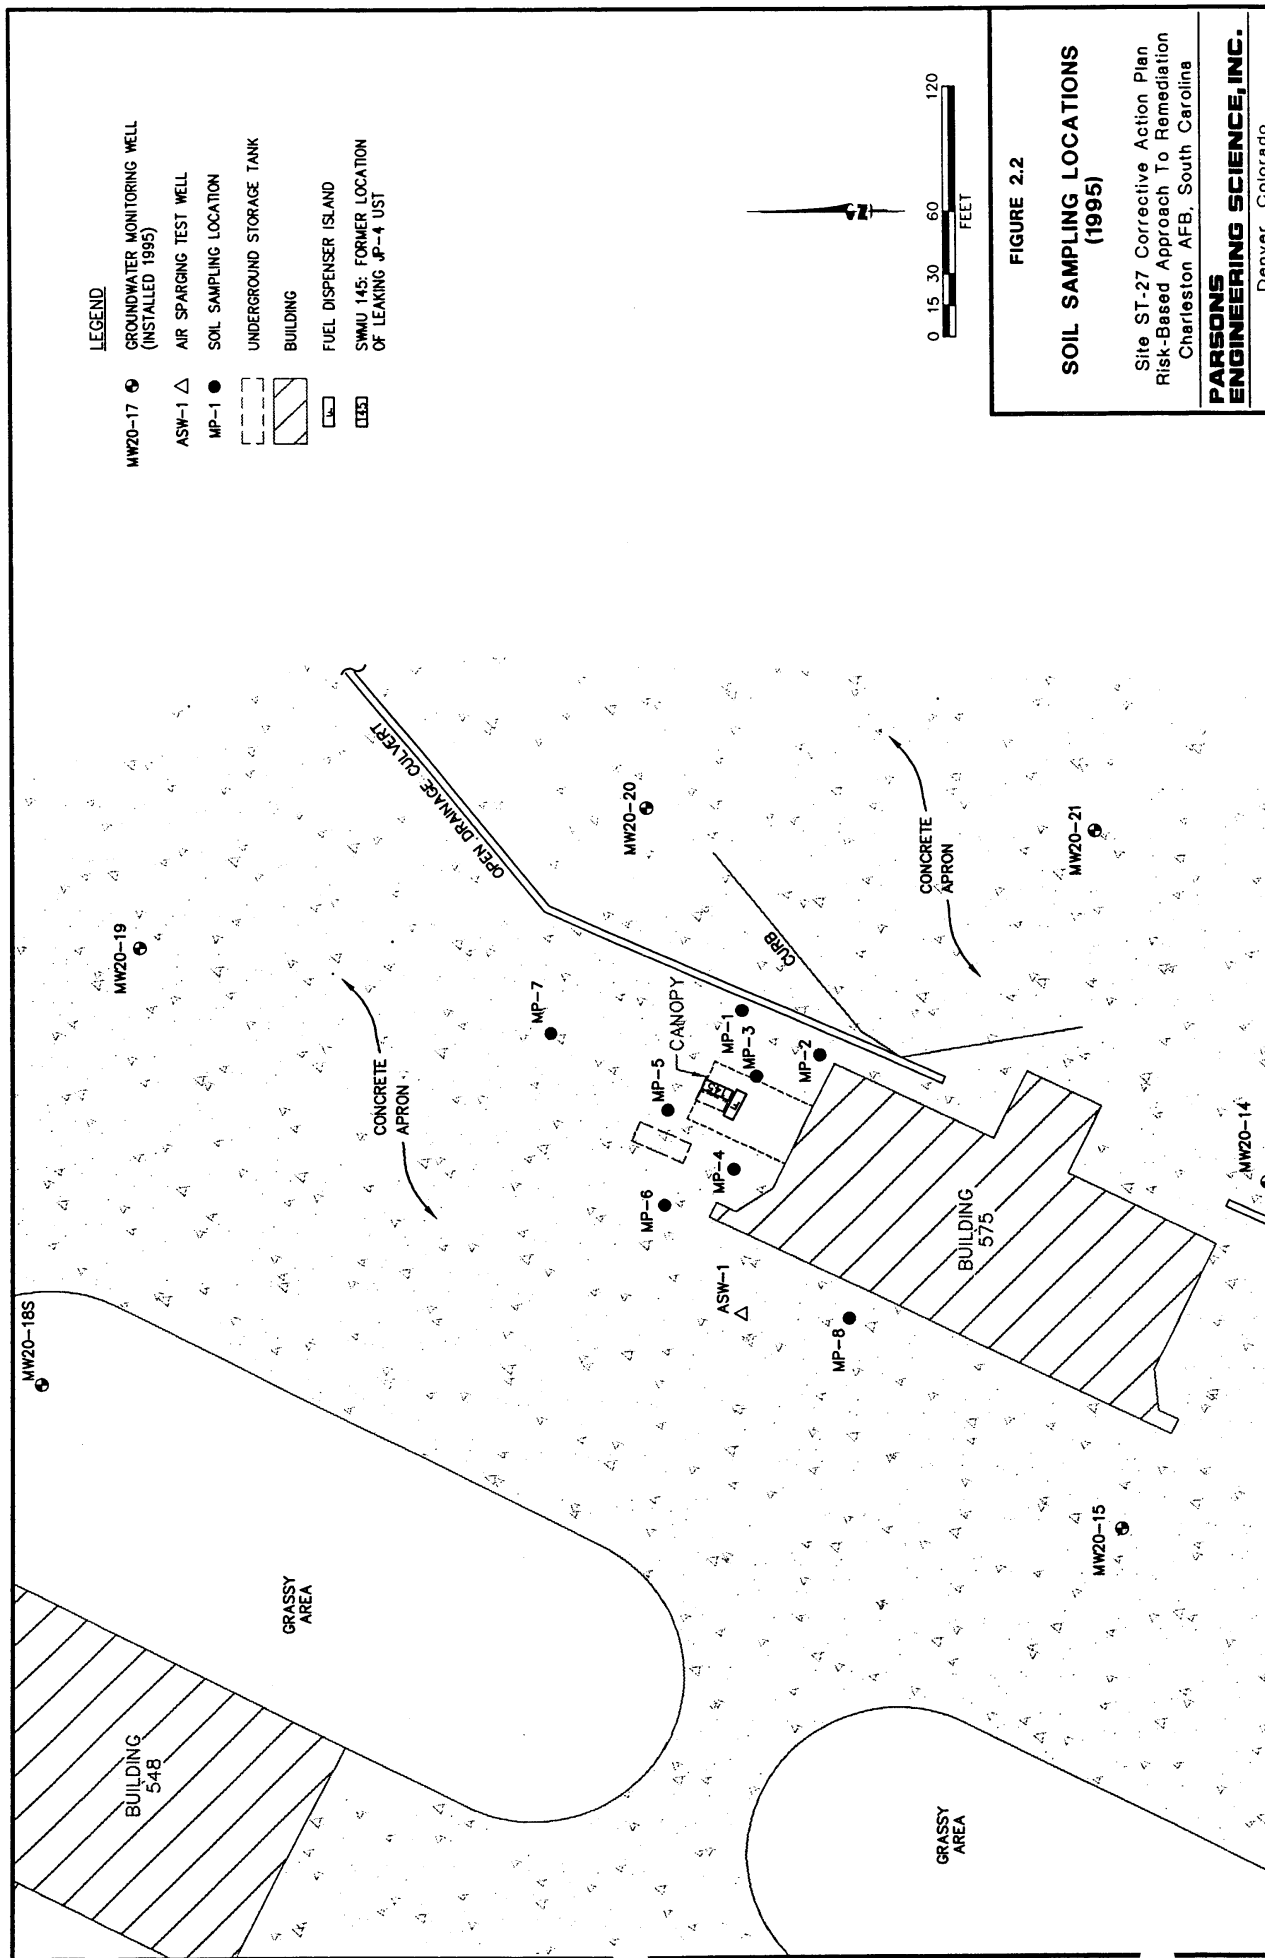 LEGEND
MW20-17 GROUNDWATER MONITORING WELL
(INSTALLED 1995)
ASW-1 AIR SPARGING TEST WELL
MP-1 SOIL SAMPLING LOCATION
UNDERGROUND STORAGE TANK
BUILDING
F FUEL DISPENSER ISLAND
145 SWMU 145: FORMER LOCATION
OF LEAKING JP-4 UST
MW20-18S
MW20-19
OPEN DRAINAGE CULVERT
CONCRETE
APRON
MP-7
MW20-20
BUILDING
548
GRASSY
AREA
MP-6
MP-5
CANOPY
145
F
MP-4
MP-1
MP-3
MP-2
CURB
ASW-1
MP-8
CONCRETE
APRON
BUILDING
575
MW20-21
MW20-15
MW20-14
GRASSY
AREA
N
0 15 30 60 120
FEET
FIGURE 2.2
SOIL SAMPLING LOCATIONS
(1995)
Site ST-27 Corrective Action Plan
Risk-Based Approach To Remediation
Charleston AFB, South Carolina
PARSONS
ENGINEERING SCIENCE, INC.
Denver, Colorado